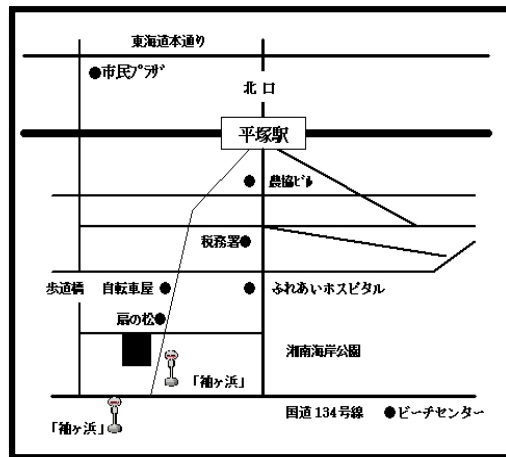 東海道本通り
市民プラザ
北口
平塚駅
農協ビル
税務署
歩道橋
自転車屋
ふれあいホスピタル
扇の松
湘南海岸公園
「袖ヶ浜」
国道134号線
ビーチセンター
「袖ヶ浜」